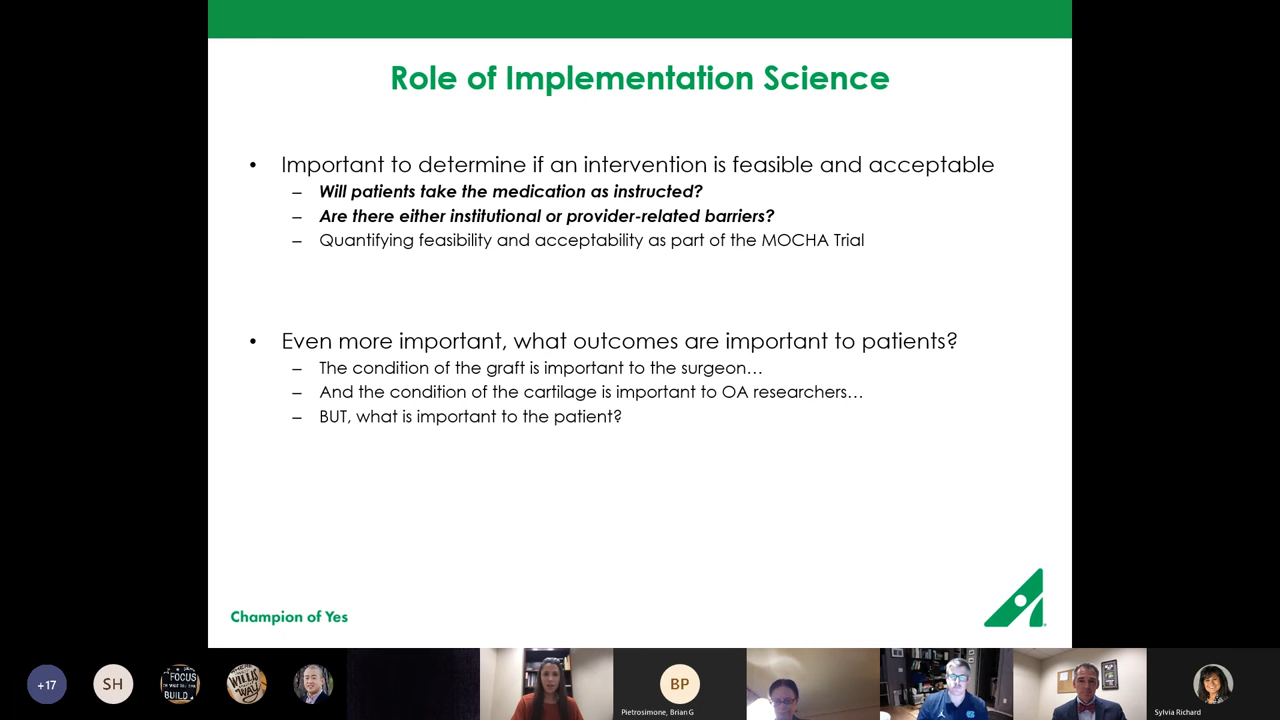 Role of Implementation Science
• Important to determine if an intervention is feasible and acceptable
– Will patients take the medication as instructed?
– Are there either institutional or provider-related barriers?
– Quantifying feasibility and acceptability as part of the MOCHA Trial
• Even more important, what outcomes are important to patients?
– The condition of the graft is important to the surgeon…
– And the condition of the cartilage is important to OA researchers…
– BUT, what is important to the patient?
Champion of Yes
+17
SH
FOCUS
BUILD
WILL IS
WAY
BP
Pietrosimone, Brian G
Sylvia Richard